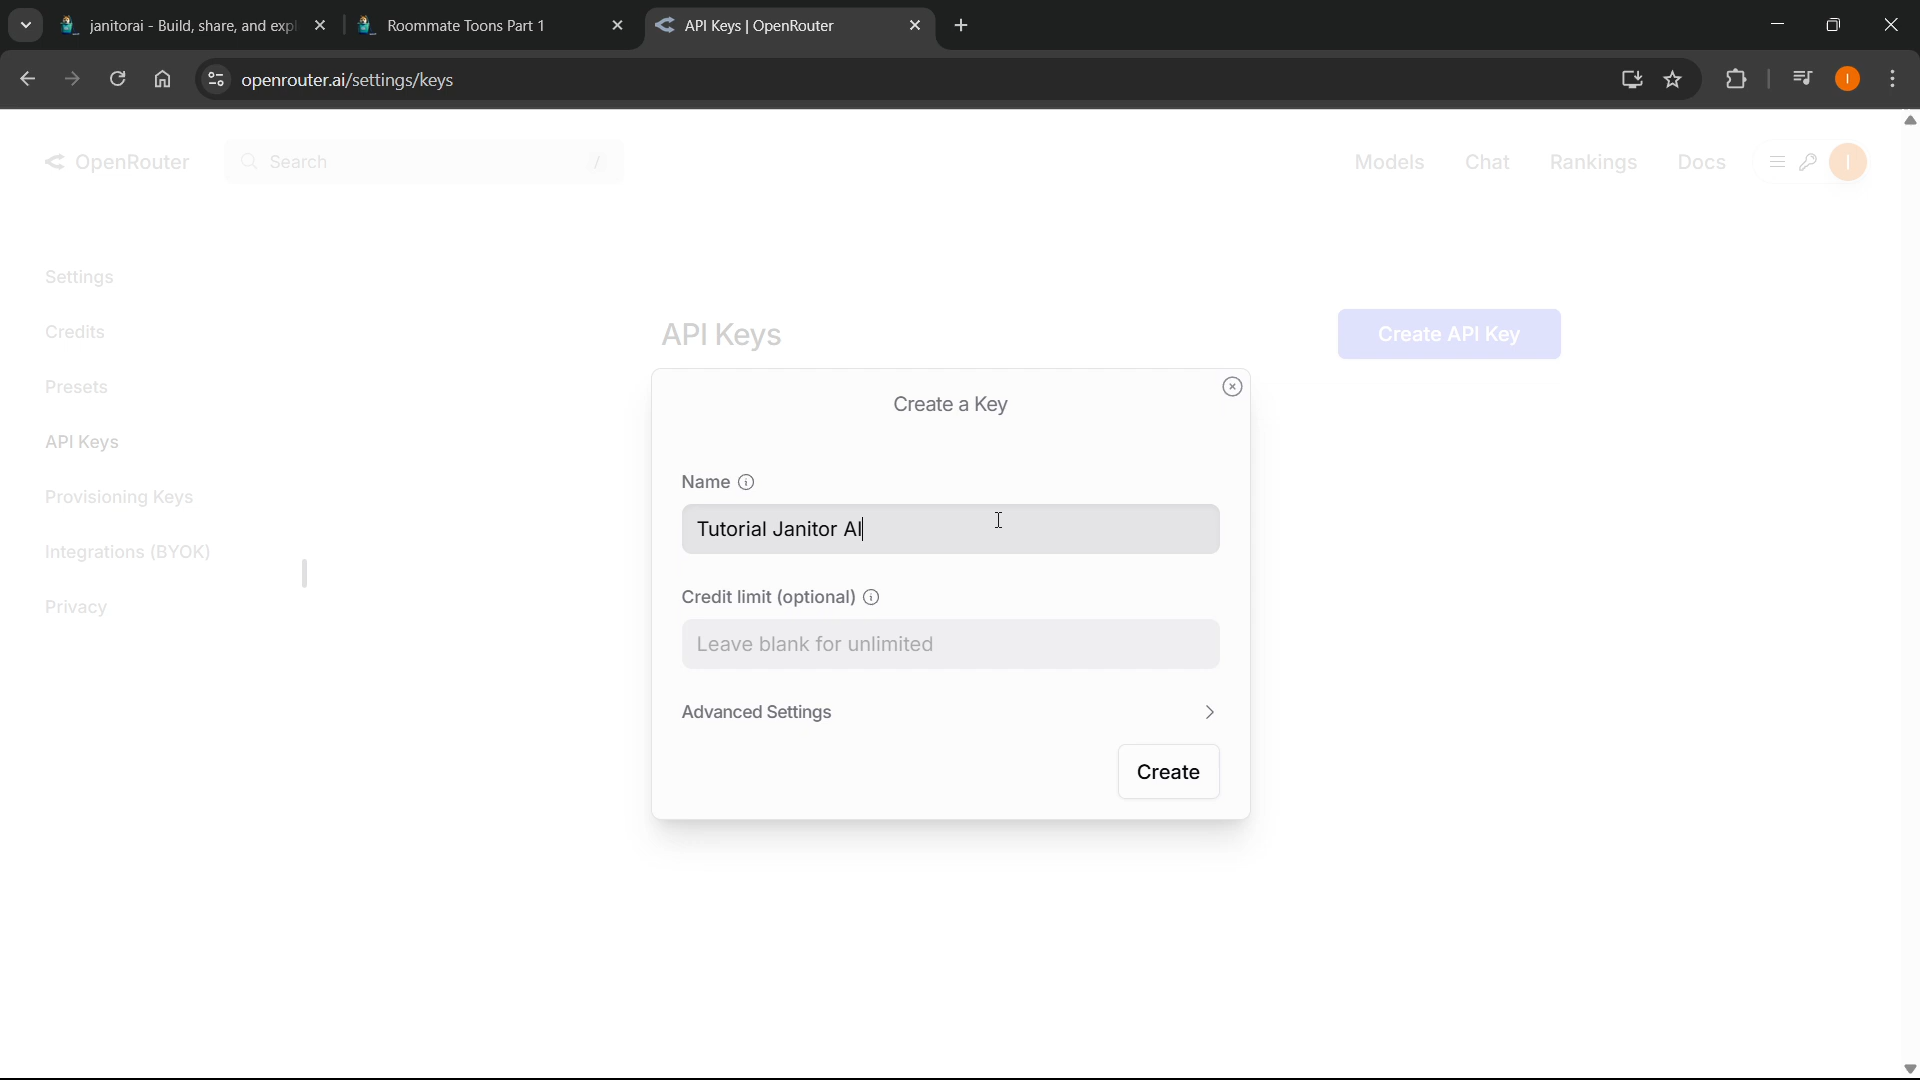 janitorai - Build, share, and exp
Roommate Toons Part 1
API Keys | OpenRouter
openrouter.ai/settings/keys
I
OpenRouter
Search
/
Models
Chat
Rankings
Docs
I
Settings
Credits
Presets
API Keys
Provisioning Keys
Integrations (BYOK)
Privacy
API Keys
Create API Key
Create a Key
Name
Tutorial Janitor AI
Credit limit (optional)
Leave blank for unlimited
Advanced Settings
Create